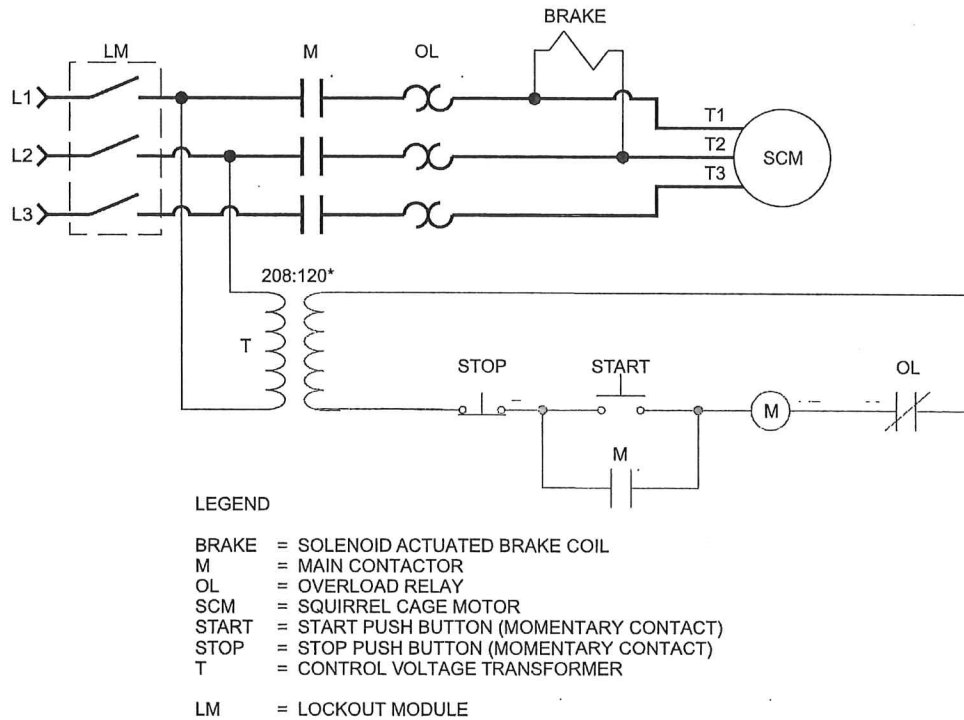 BRAKE
LM
M
OL
L1
T1
L2
T2
SCM
T3
L3
208:120*
T
STOP
START
OL
M
M
LEGEND
BRAKE = SOLENOID ACTUATED BRAKE COIL
M = MAIN CONTACTOR
OL = OVERLOAD RELAY
SCM = SQUIRREL CAGE MOTOR
START = START PUSH BUTTON (MOMENTARY CONTACT)
STOP = STOP PUSH BUTTON (MOMENTARY CONTACT)
T = CONTROL VOLTAGE TRANSFORMER
LM = LOCKOUT MODULE